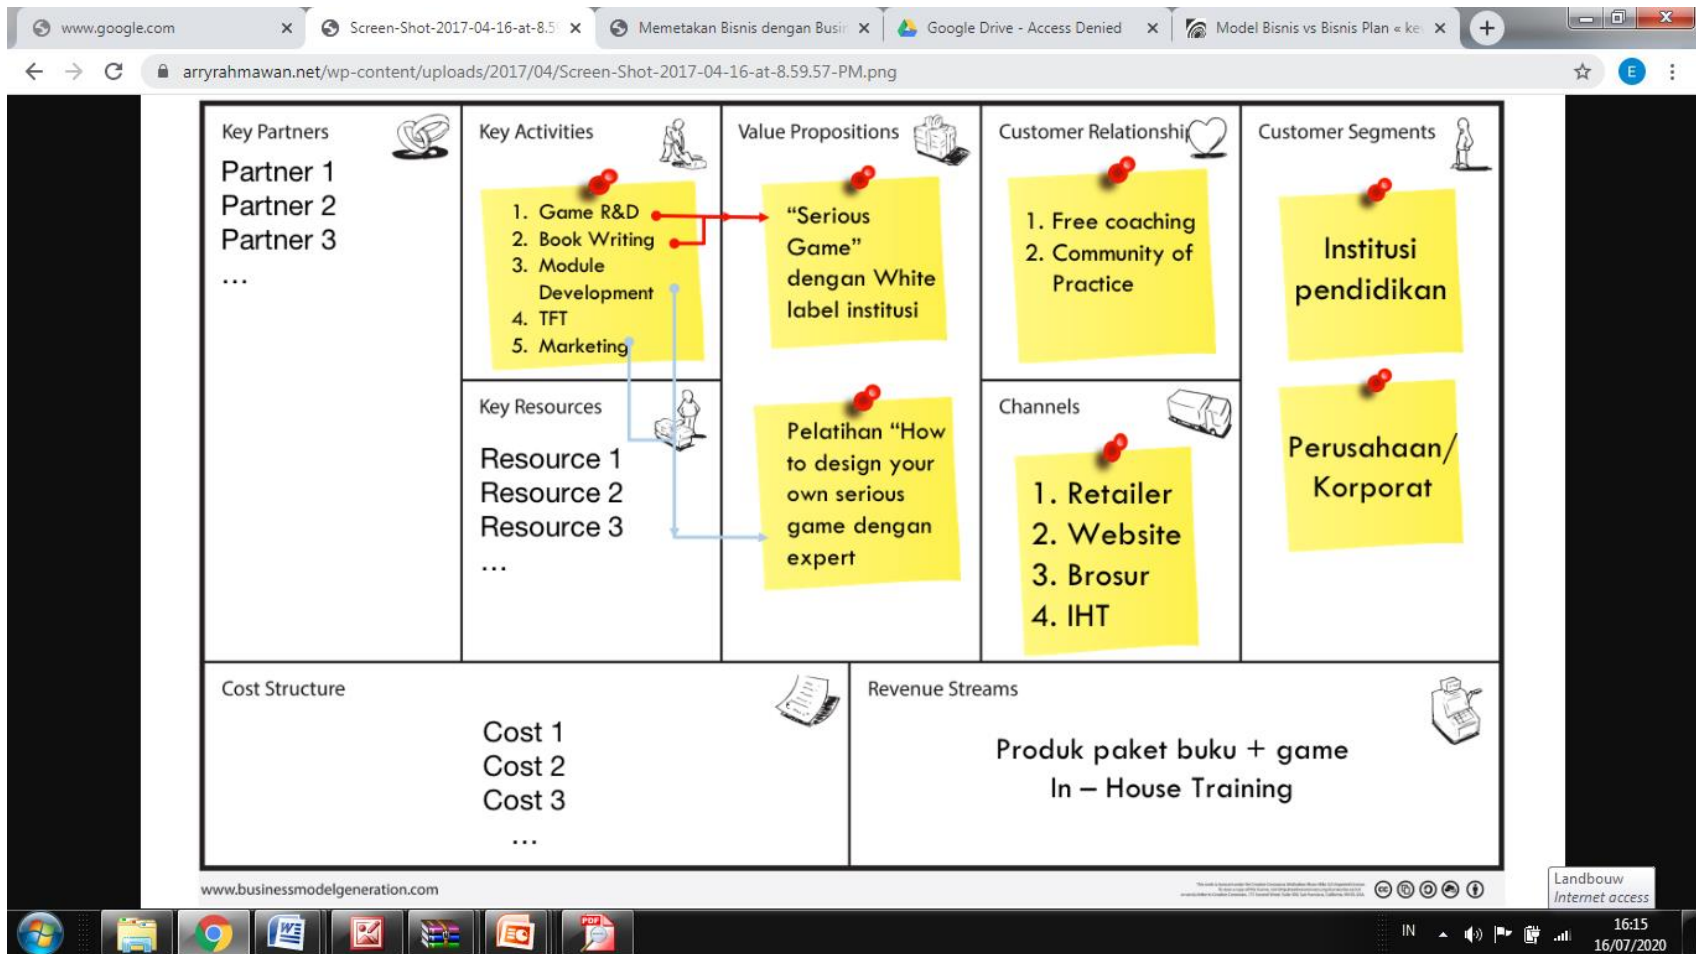 www.google.com
Screen-Shot-2017-04-16-at-8.5
Memetakan Bisnis dengan Busin
Google Drive - Access Denied
Model Bisnis vs Bisnis Plan « ke
arryrahmawan.net/wp-content/uploads/2017/04/Screen-Shot-2017-04-16-at-8.59.57-PM.png
E
Key Partners
Partner 1
Partner 2
Partner 3
...
Key Activities
1. Game R&D
2. Book Writing
3. Module
Development
4. TFT
5. Marketing
Key Resources
Resource 1
Resource 2
Resource 3
...
Value Propositions
“Serious
Game”
dengan White
label institusi
Pelatihan “How
to design your
own serious
game dengan
expert
Customer Relationship
1. Free coaching
2. Community of
Practice
Channels
1. Retailer
2. Website
3. Brosur
4. IHT
Customer Segments
Institusi
pendidikan
Perusahaan/
Korporat
Cost Structure
Cost 1
Cost 2
Cost 3
...
Revenue Streams
Produk paket buku + game
In – House Training
www.businessmodelgeneration.com
Landbouw
Internet access
PDF
IN
16:15
16/07/2020